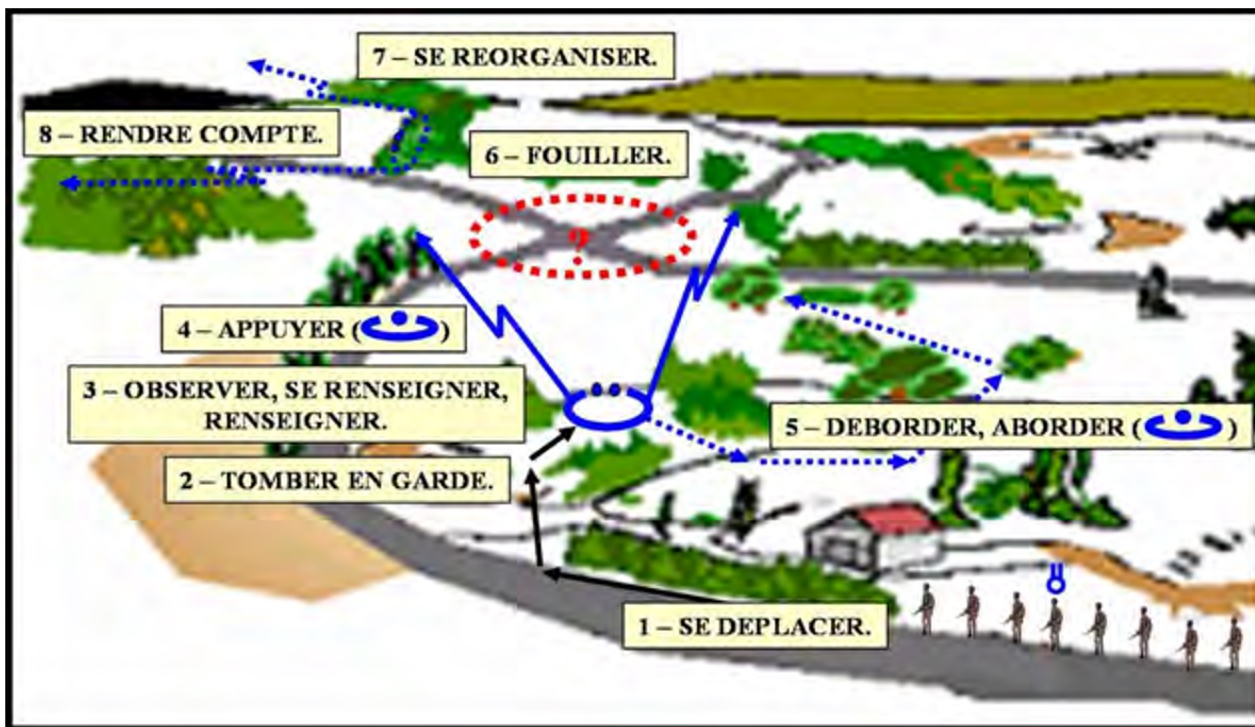 7 – SE REORGANISER.
8 – RENDRE COMPTE.
6 – FOUILLER.
?
4 – APPUYER ( )
3 – OBSERVER, SE RENSEIGNER,
RENSEIGNER.
5 – DEBORDER, ABORDER ( )
2 – TOMBER EN GARDE.
1 – SE DEPLACER.